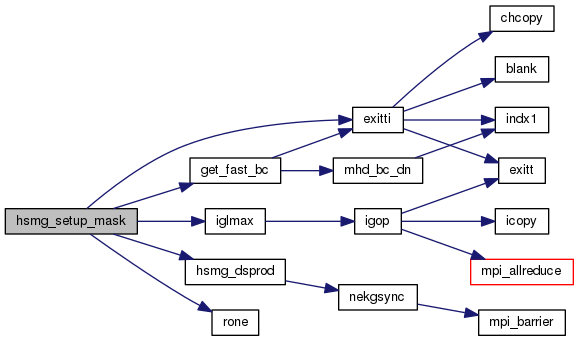 chcopy
blank
exitti
indx1
get_fast_bc
mhd_bc_dn
exitt
hsmg_setup_mask
iglmax
igop
icopy
hsmg_dsprod
mpi_allreduce
nekgsync
rone
mpi_barrier